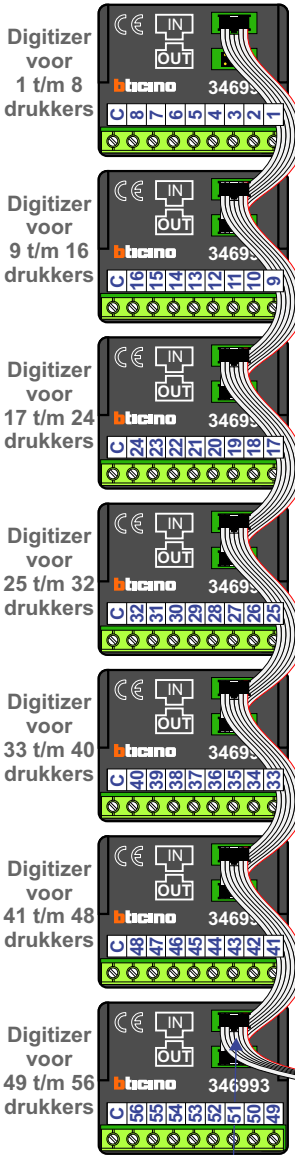 Digitizer
voor
1 t/m 8
drukkers
CE IN
OUT
bticino 34699
C 8 7 6 5 4 3 2 1
Digitizer
voor
9 t/m 16
drukkers
CE IN
OUT
bticino 34699
C 16 15 14 13 12 11 10 9
Digitizer
voor
17 t/m 24
drukkers
CE IN
OUT
bticino 34699
C 24 23 22 21 20 19 18 17
Digitizer
voor
25 t/m 32
drukkers
CE IN
OUT
bticino 34699
C 32 31 30 29 28 27 26 25
Digitizer
voor
33 t/m 40
drukkers
CE IN
OUT
bticino 34699
C 40 39 38 37 36 35 34 33
Digitizer
voor
41 t/m 48
drukkers
CE IN
OUT
bticino 34699
C 48 47 46 45 44 43 42 41
Digitizer
voor
49 t/m 56
drukkers
CE IN
OUT
bticino 346993
C 56 55 54 53 52 51 50 49